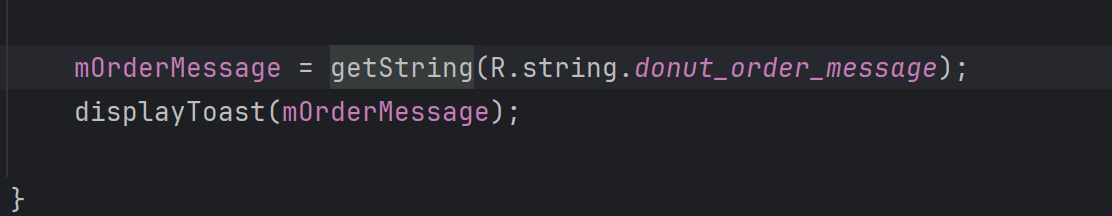 mOrderMessage = getString(R.string.donut_order_message);
displayToast(mOrderMessage);
}